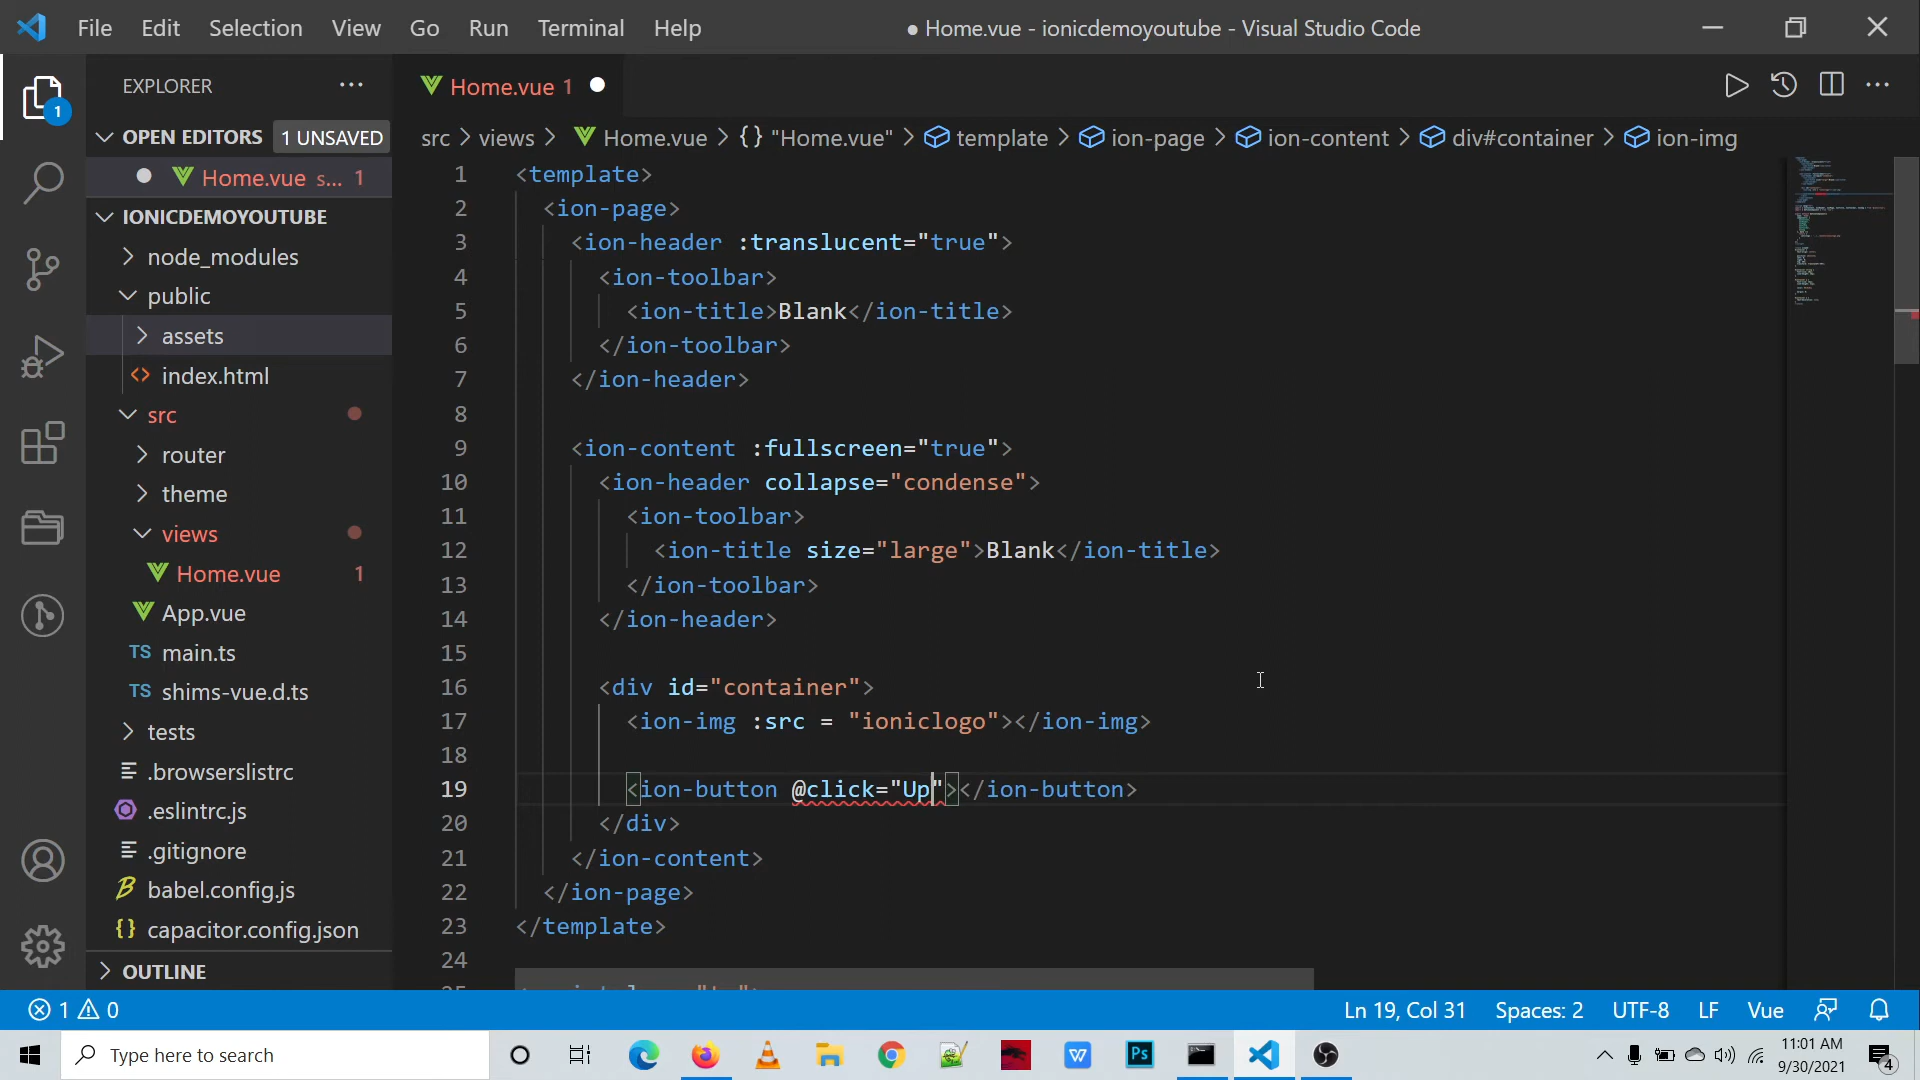 File Edit Selection View Go Run Terminal Help
● Home.vue - ionicdemoyoutube - Visual Studio Code
EXPLORER
Home.vue 1
OPEN EDITORS 1 UNSAVED
Home.vue s... 1
IONICDEMOYOUTUBE
node_modules
public
assets
index.html
src
router
theme
views
Home.vue 1
App.vue
TS main.ts
TS shims-vue.d.ts
tests
.browserslistrc
.eslintrc.js
.gitignore
babel.config.js
{} capacitor.config.json
OUTLINE
src > views > Home.vue > {} "Home.vue" > template > ion-page > ion-content > div#container > ion-img
1 <template>
2 <ion-page>
3 <ion-header :translucent="true">
4 <ion-toolbar>
5 <ion-title>Blank</ion-title>
6 </ion-toolbar>
7 </ion-header>
8
9 <ion-content :fullscreen="true">
10 <ion-header collapse="condense">
11 <ion-toolbar>
12 <ion-title size="large">Blank</ion-title>
13 </ion-toolbar>
14 </ion-header>
15
16 <div id="container">
17 <ion-img :src = "ioniclogo"></ion-img>
18
19 <ion-button @click="Up"></ion-button>
20 </div>
21 </ion-content>
22 </ion-page>
23 </template>
24
1 0
Ln 19, Col 31 Spaces: 2 UTF-8 LF Vue
Type here to search
11:01 AM
9/30/2021
4